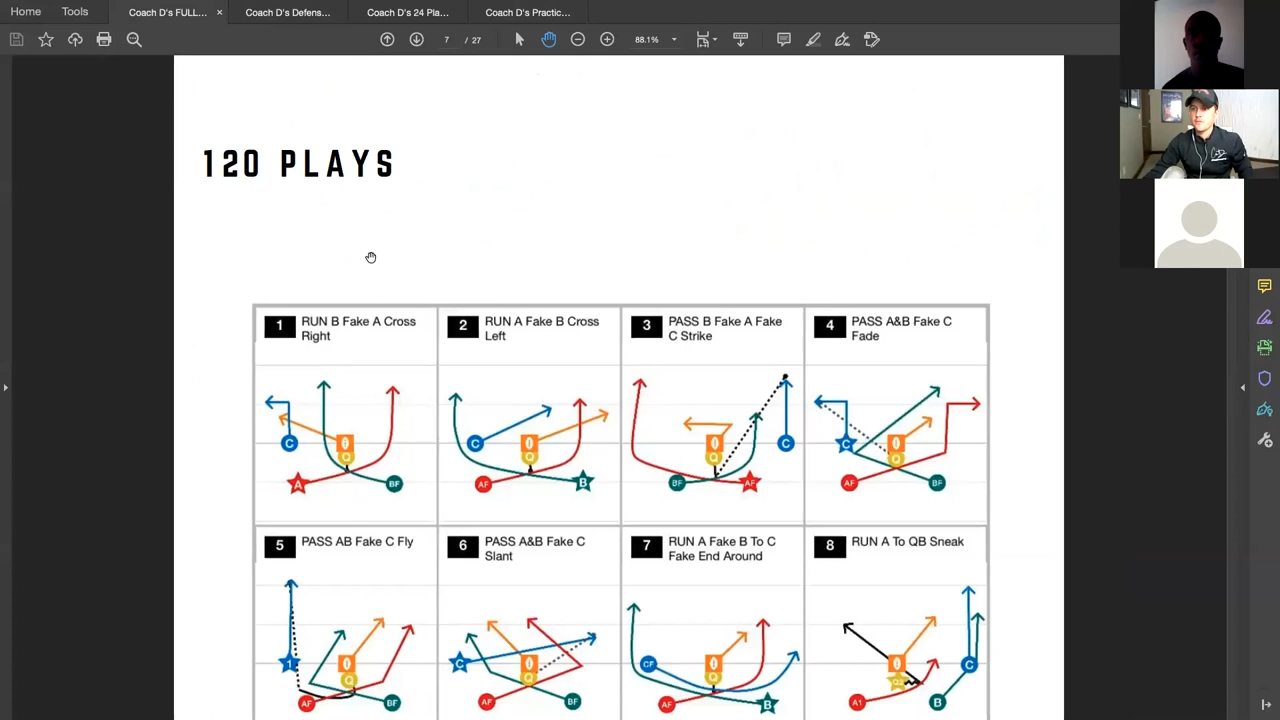 Home
Tools
Coach D's FULL... ×
Coach D's Defens...
Coach D's 24 Pla...
Coach D's Practic...
7 / 27
88.1%
120 PLAYS
1 RUN B Fake A Cross Right
2 RUN A Fake B Cross Left
3 PASS B Fake A Fake C Strike
4 PASS A&B Fake C Fade
C
Q
A
BF
C
Q
AF
B
Q
C
BF
AF
C
Q
AF
BF
5 PASS AB Fake C Fly
6 PASS A&B Fake C Slant
7 RUN A Fake B To C Fake End Around
8 RUN A To QB Sneak
1
Q
AF
BF
C
Q
AF
BF
CF
Q
AF
B
C
A1
B